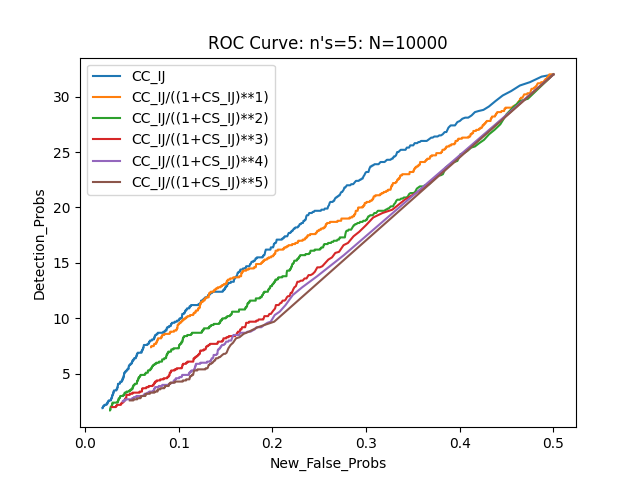 ROC Curve: n's=5: N=10000
CC_IJ
CC_IJ/((1+CS_IJ)**1)
CC_IJ/((1+CS_IJ)**2)
CC_IJ/((1+CS_IJ)**3)
CC_IJ/((1+CS_IJ)**4)
CC_IJ/((1+CS_IJ)**5)
Detection_Probs
30
25
20
15
10
5
0.0 0.1 0.2 0.3 0.4 0.5
New_False_Probs